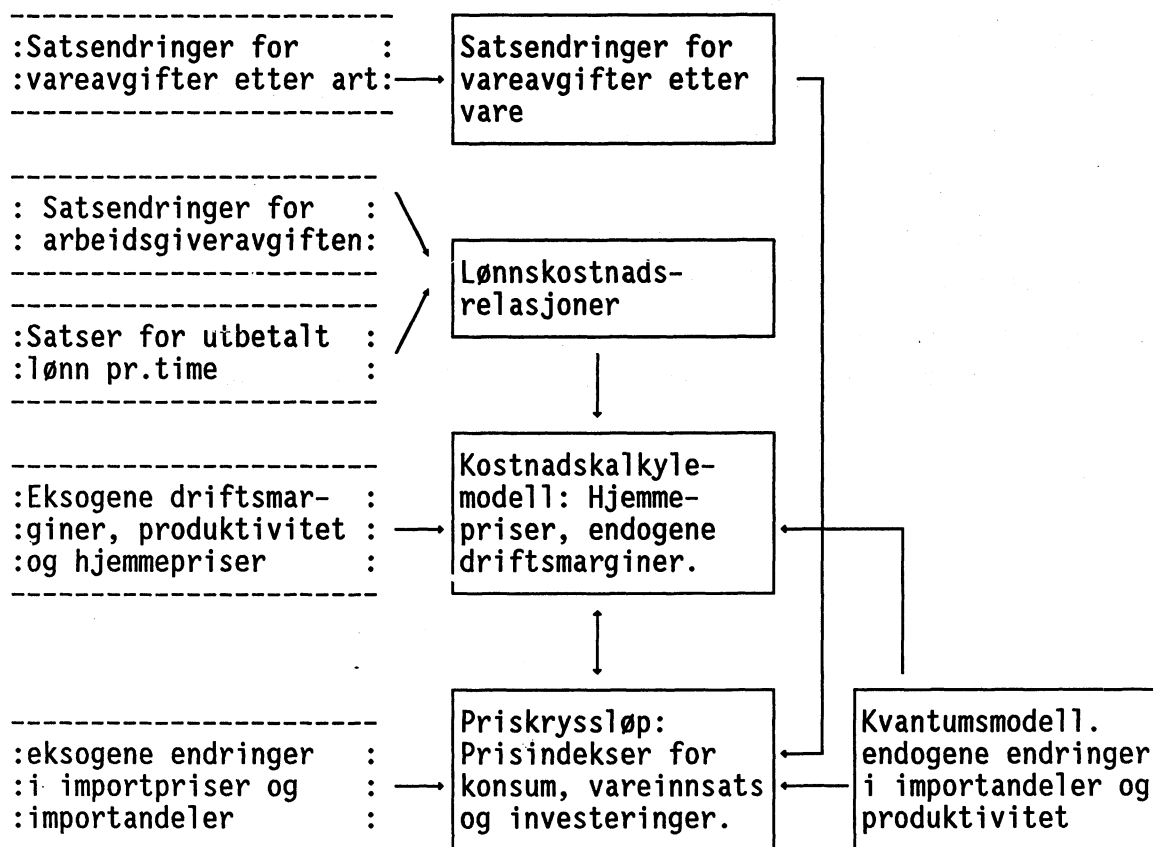 :Satsendringer for :
:vareavgifter etter art:
Satsendringer for
vareavgifter etter
vare
: Satsendringer for :
: arbeidsgiveravgiften:
:Satser for utbetalt :
:lønn pr.time :
Lønnskostnads-
relasjoner
:Eksogene driftsmar- :
:giner, produktivitet :
:og hjemmepriser :
Kostnadskalkyle-
modell: Hjemme-
priser, endogene
driftsmarginer.
:eksogene endringer :
:i importpriser og :
:importandeler :
Priskryssløp:
Prisindekser for
konsum, vareinnsats
og investeringer.
Kvantumsmodell.
endogene endringer
i importandeler og
produktivitet